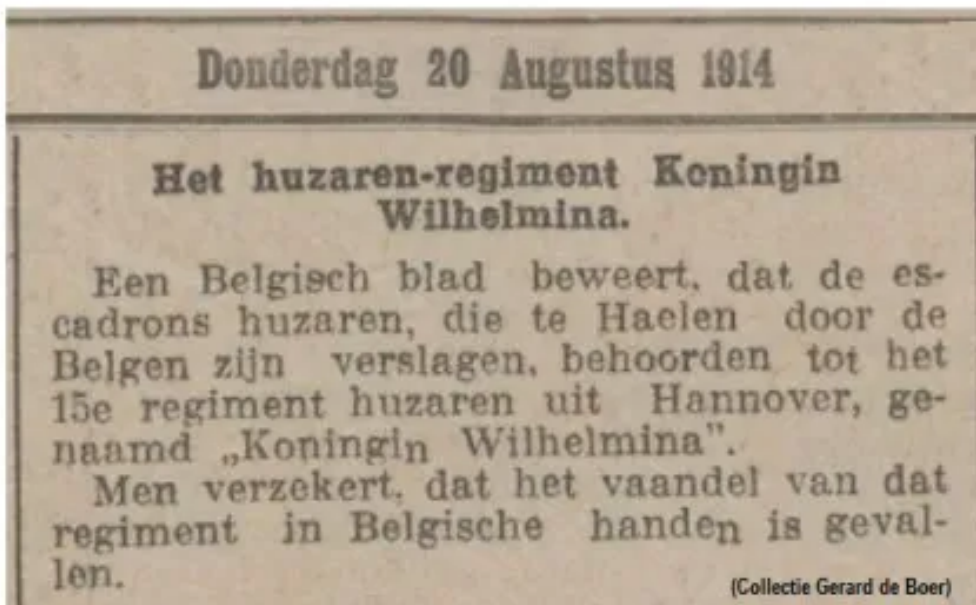 Donderdag 20 Augustus 1914
Het huzaren-regiment Koningin
Wilhelmina.
Een Belgisch blad beweert, dat de es-
cadrons huzaren, die te Haelen door de
Belgen zijn verslagen, behoorden tot het
15e regiment huzaren uit Hannover, ge-
naamd „Koningin Wilhelmina”.
Men verzekert, dat het vaandel van dat
regiment in Belgische handen is geval-
len.
(Collectie Gerard de Boer)